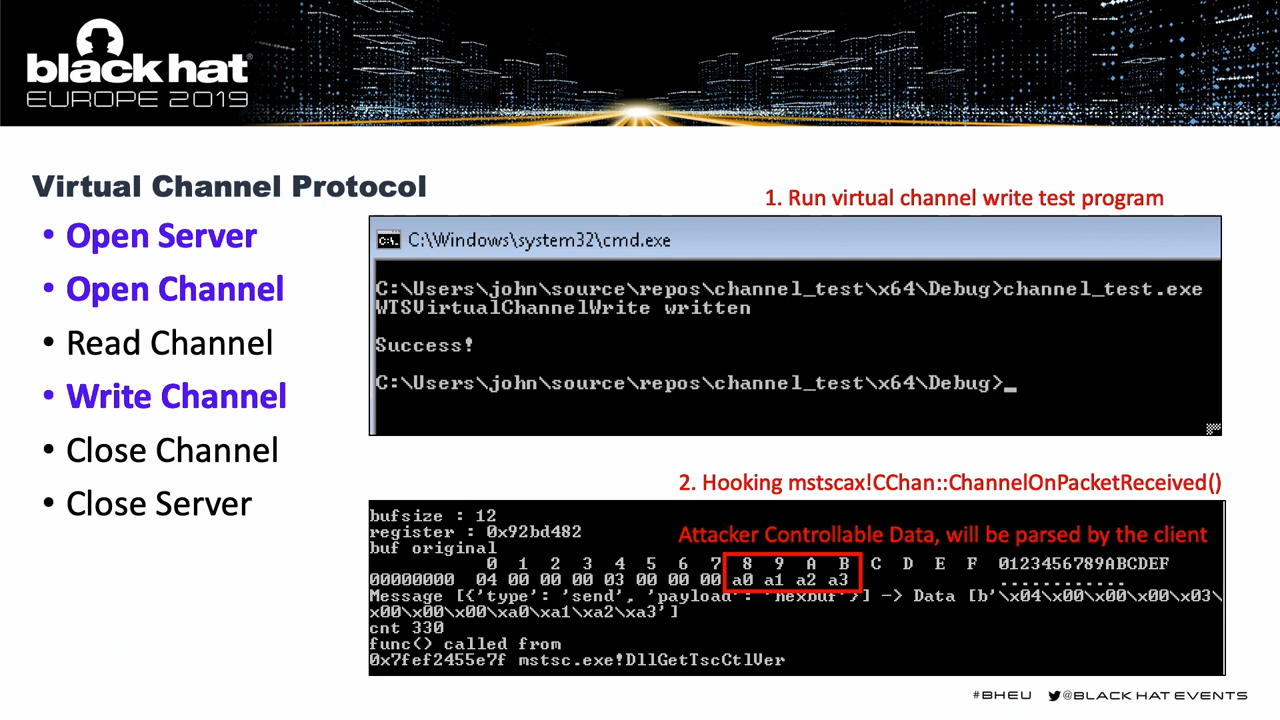 black hat
EUROPE 2019
Virtual Channel Protocol
• Open Server
• Open Channel
• Read Channel
• Write Channel
• Close Channel
• Close Server
1. Run virtual channel write test program
C:\Windows\system32\cmd.exe
C:\Users\john\source\repos\channel_test\x64\Debug>channel_test.exe
WTSVirtualChannelWrite written
Success!
C:\Users\john\source\repos\channel_test\x64\Debug>_
2. Hooking mstscax!CChan::ChannelOnPacketReceived()
bufsize : 12
register : 0x92bd482
Attacker Controllable Data, will be parsed by the client
buf original
0 1 2 3 4 5 6 7 8 9 A B C D E F 0123456789ABCDEF
00000000 04 00 00 00 03 00 00 00 a0 a1 a2 a3 ............
Message [{'type': 'send', 'payload': 'hexbuf'}] -> Data [b'\x04\x00\x00\x00\x03\
x00\x00\x00\xa0\xa1\xa2\xa3']
cnt 330
func() called from
0x7fef2455e7f mstsc.exe!DllGetTscCtlVer
#BHEU @BLACK HAT EVENTS